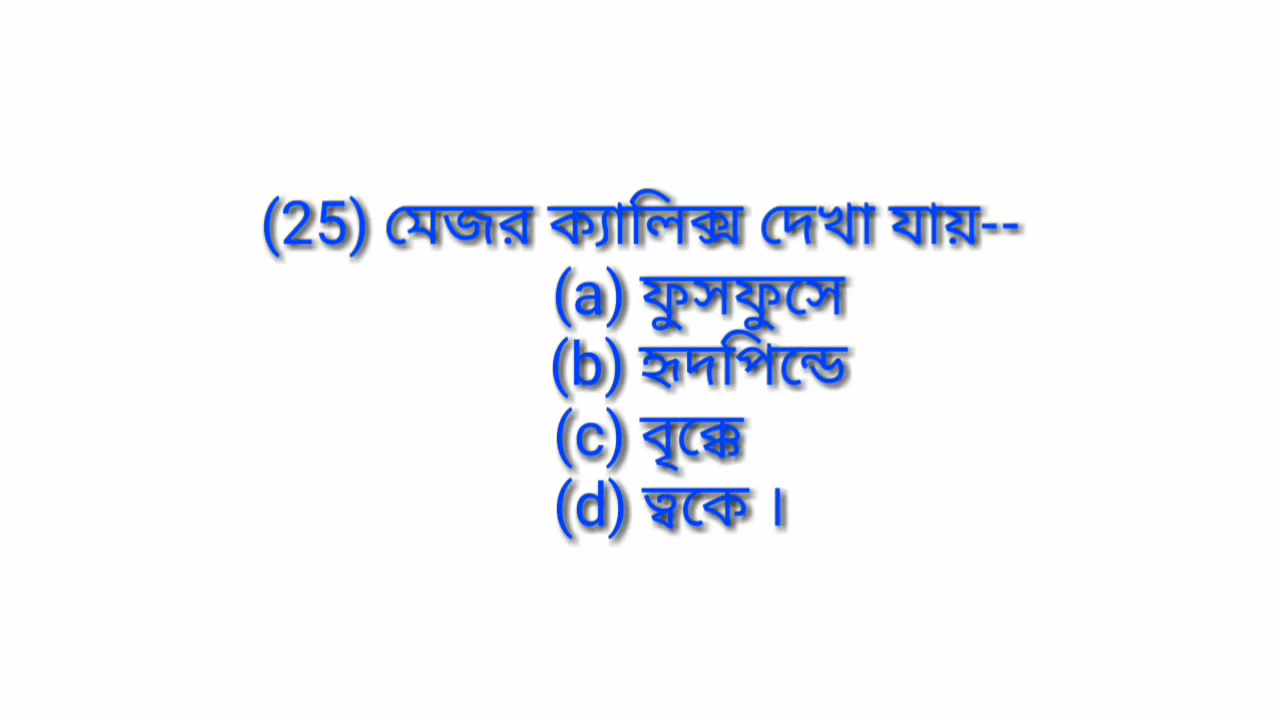 (25) মেজর ক্যালিক্স দেখা যায়--
(a) ফুসফুসে
(b) হৃদপিন্ডে
(c) বৃক্কে
(d) ত্বকে ।